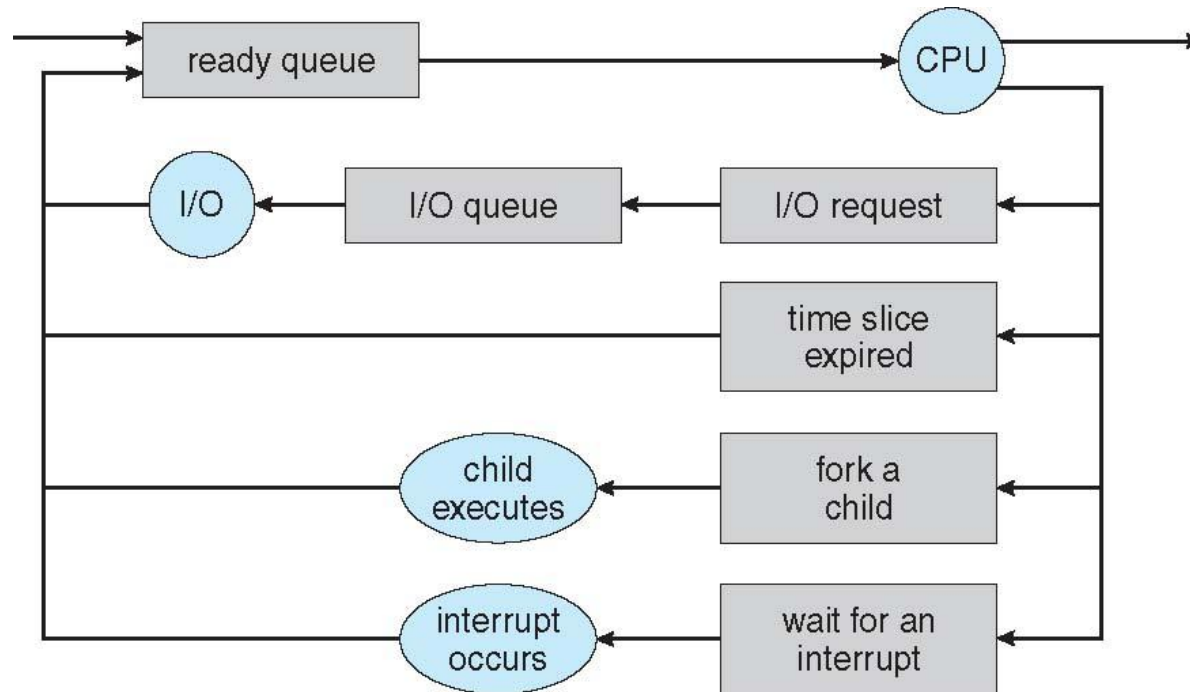 ready queue
CPU
I/O
I/O queue
I/O request
time slice
expired
child
executes
fork a
child
interrupt
occurs
wait for an
interrupt